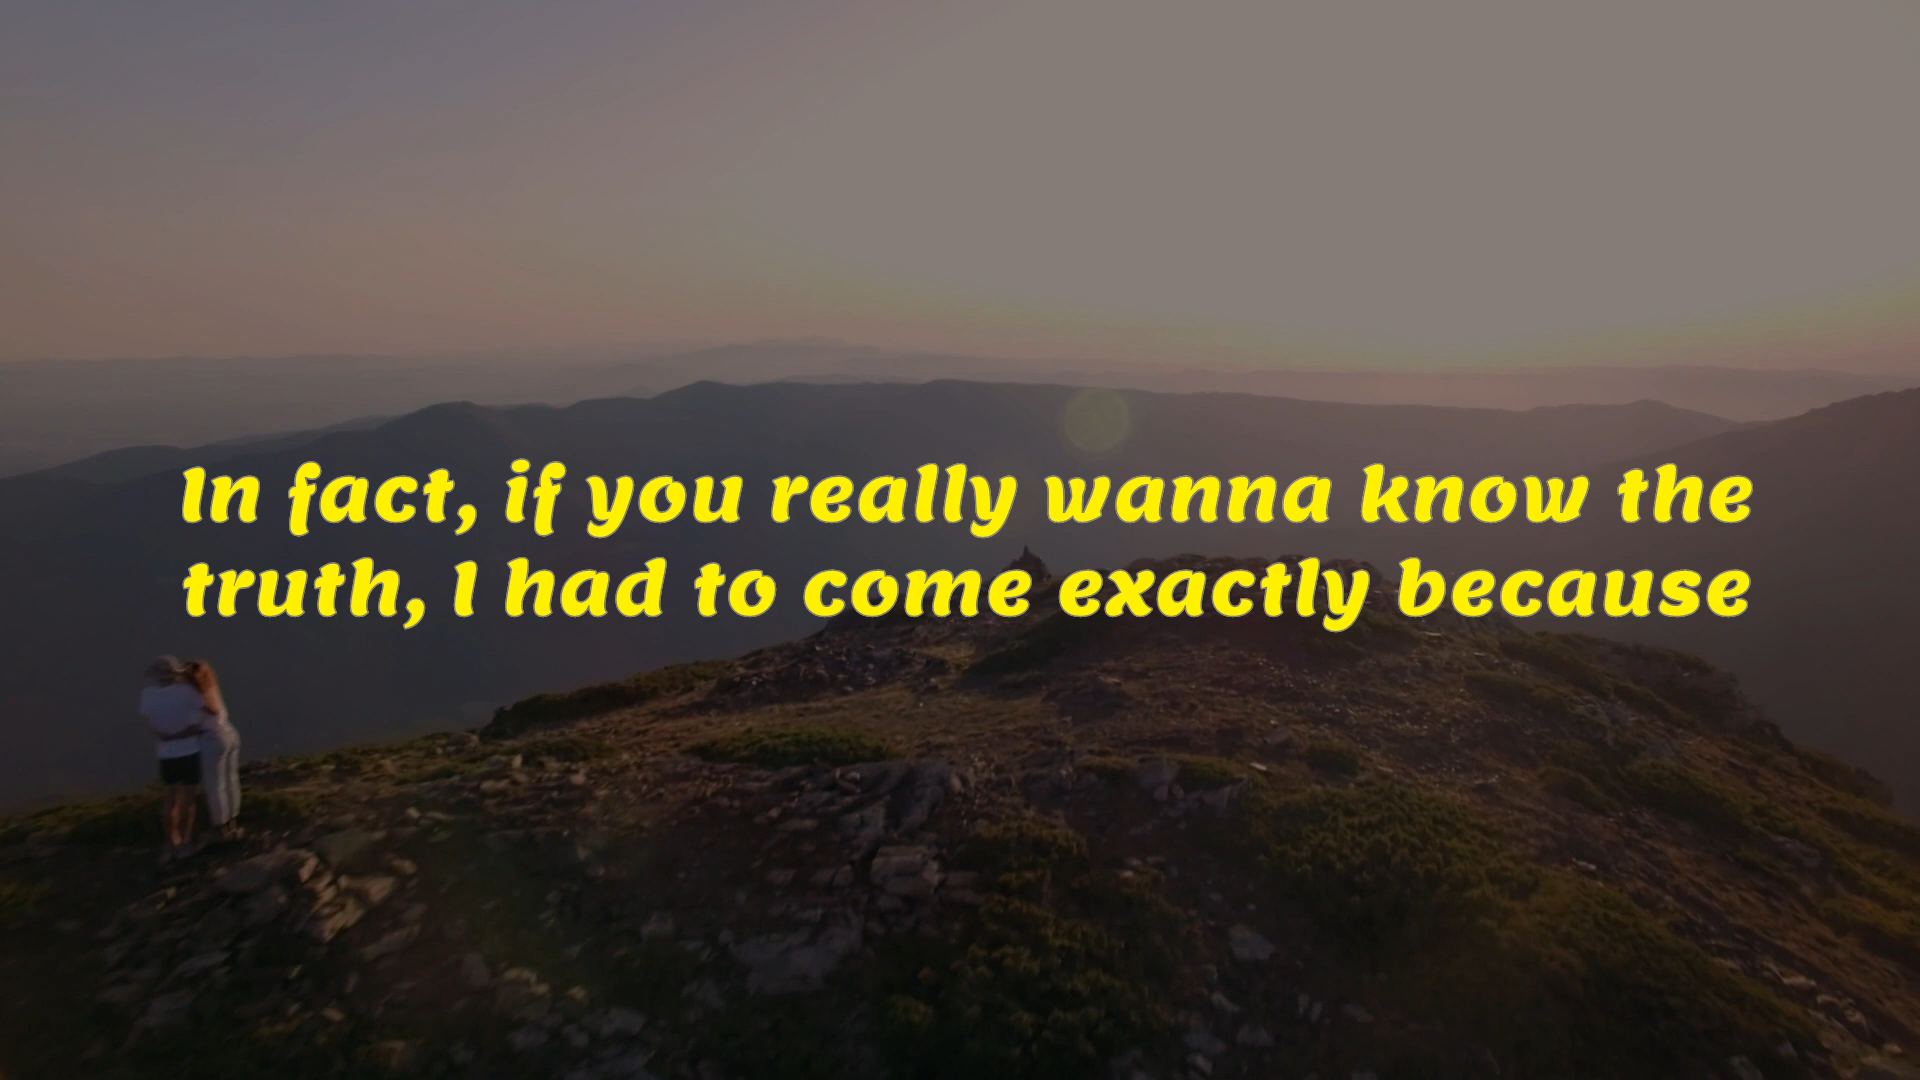 In fact, if you really wanna know the
truth, I had to come exactly because